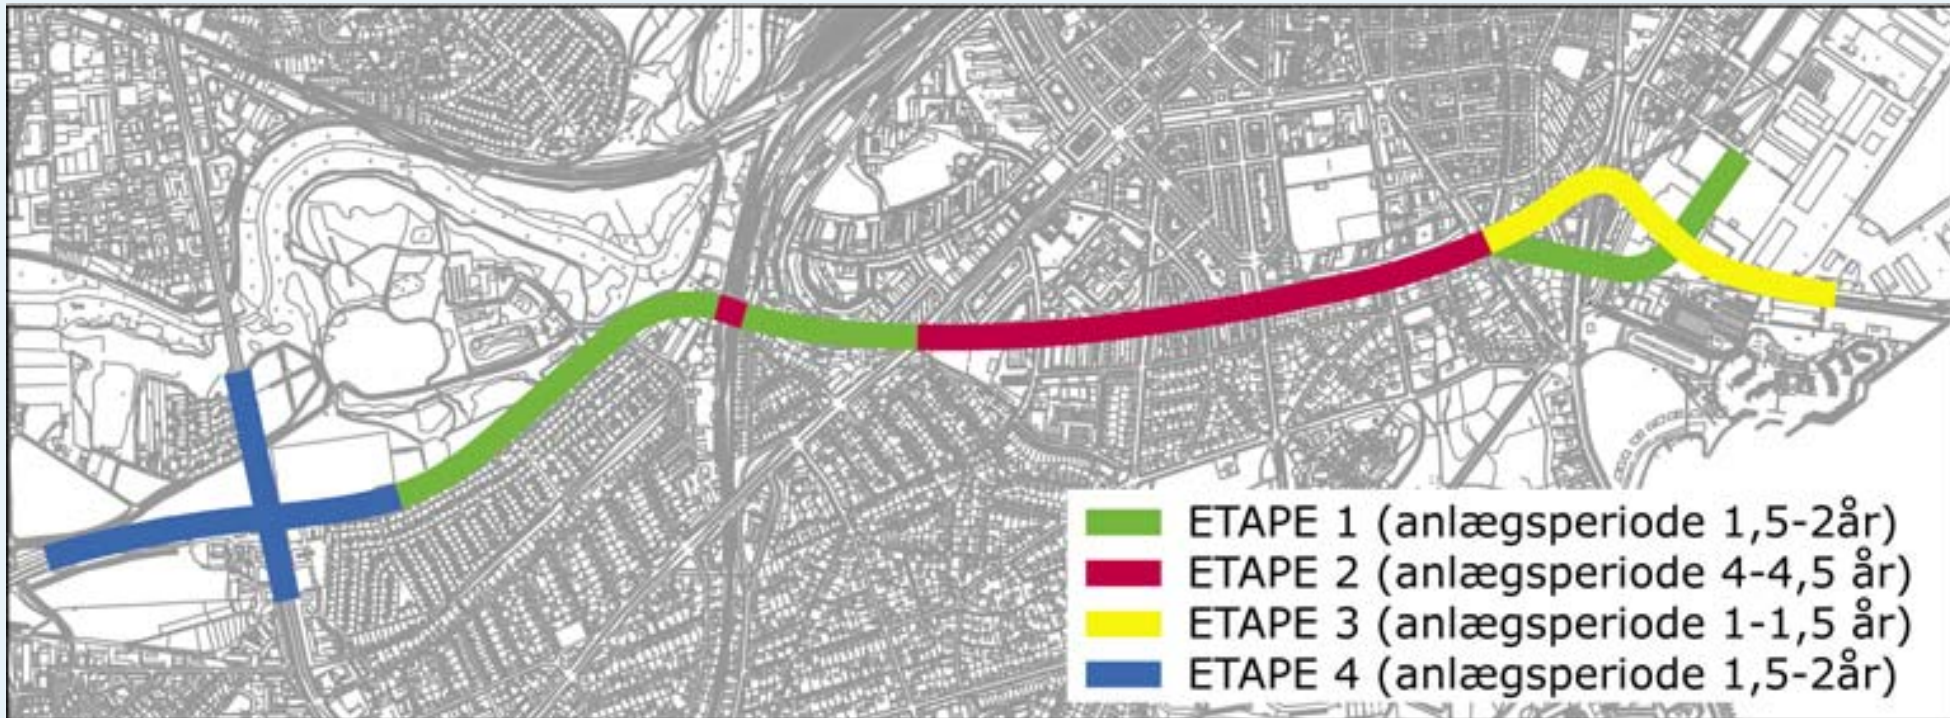 ETAPE 1 (anlægsperiode 1,5-2år)
ETAPE 2 (anlægsperiode 4-4,5 år)
ETAPE 3 (anlægsperiode 1-1,5 år)
ETAPE 4 (anlægsperiode 1,5-2år)